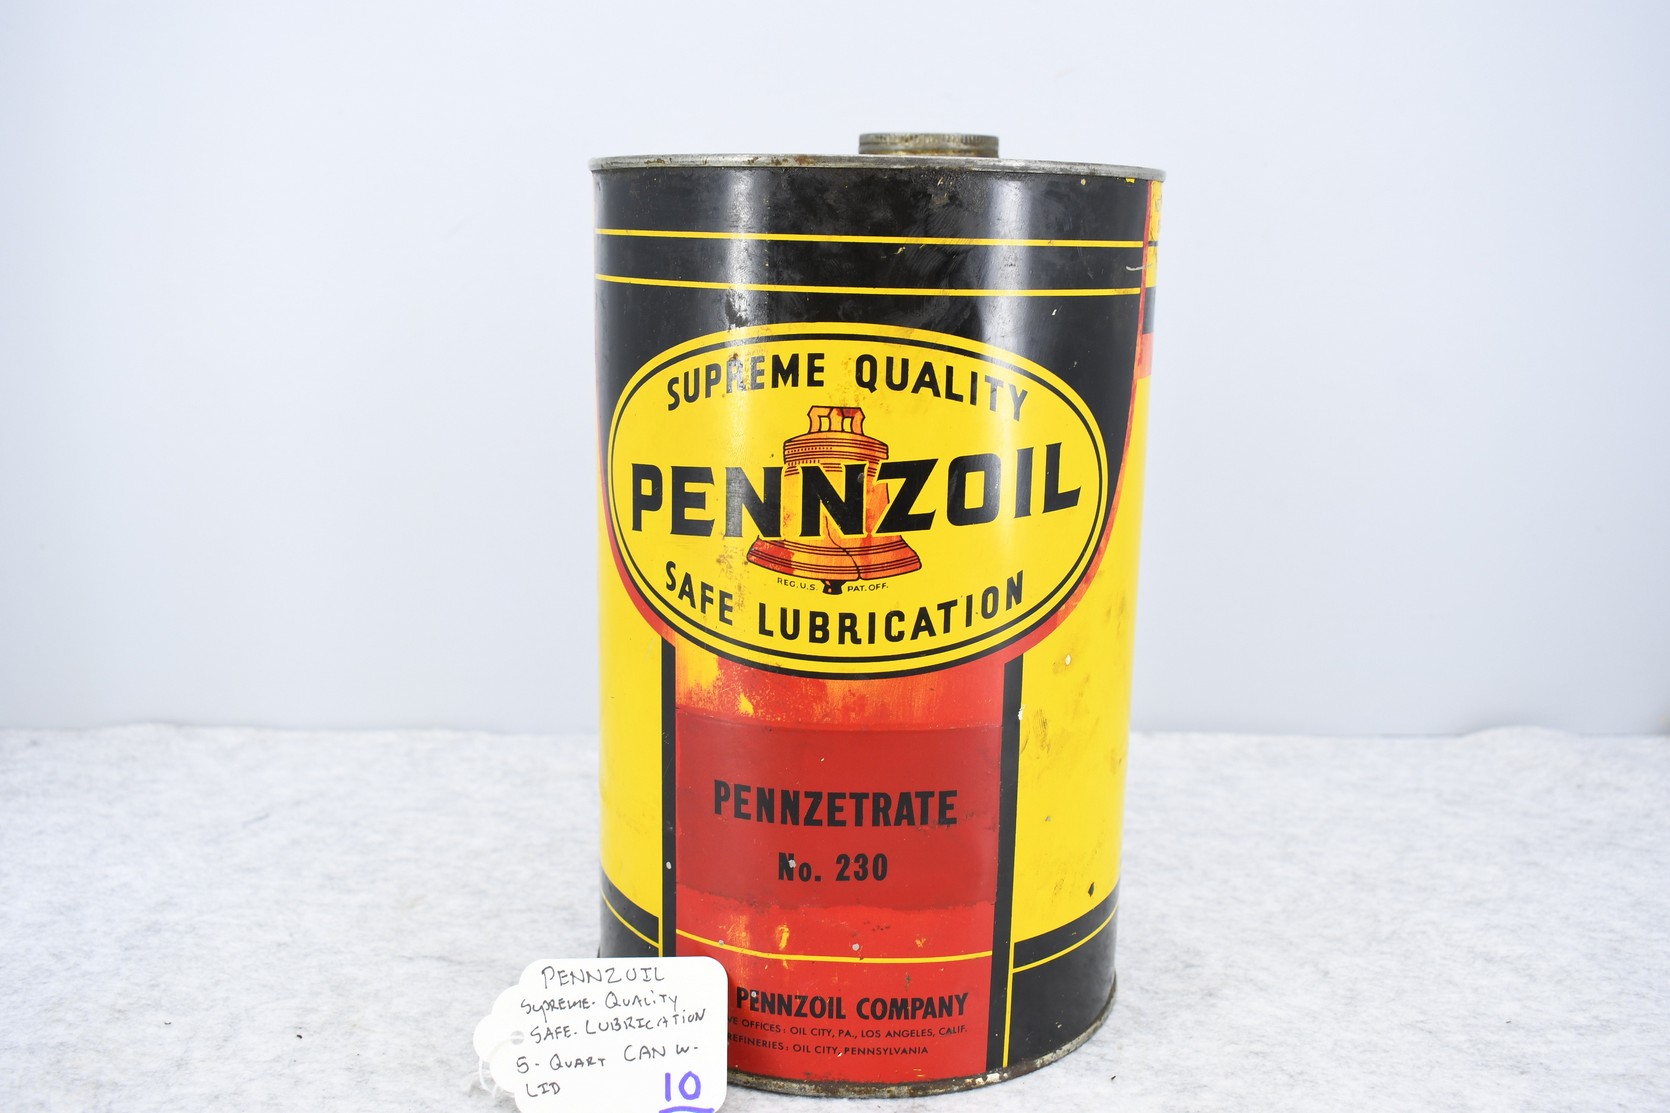 SUPREME QUALITY
PENNZOIL
REG. U.S. PAT. OFF.
SAFE LUBRICATION
PENNZETRATE
No. 230
PENNZOIL COMPANY
OFFICES: OIL CITY, PA., LOS ANGELES, CALIF.
REFINERIES: OIL CITY, PENNSYLVANIA
PENNZOIL
SUPREME- QUALITY
SAFE- LUBRICATION
5- QUART CAN W-
LID
10